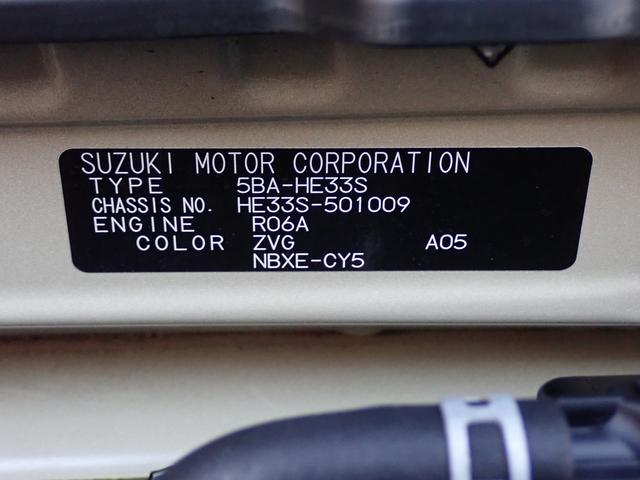 SUZUKI MOTOR CORPORATION
TYPE 5BA-HE33S
CHASSIS NO. HE33S-501009
ENGINE R06A
COLOR ZVG A05
NBXE-CY5